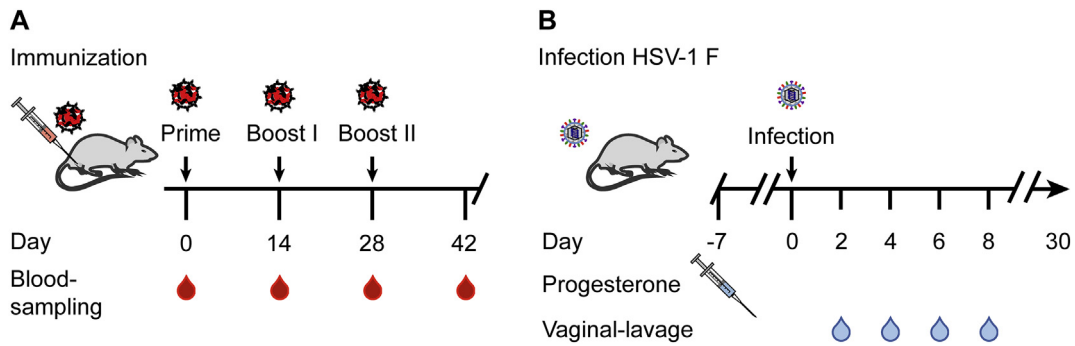 A
Immunization
Prime Boost I Boost II
Day 0 14 28 42
Blood-
sampling
B
Infection HSV-1 F
Infection
Day -7 0 2 4 6 8 30
Progesterone
Vaginal-lavage